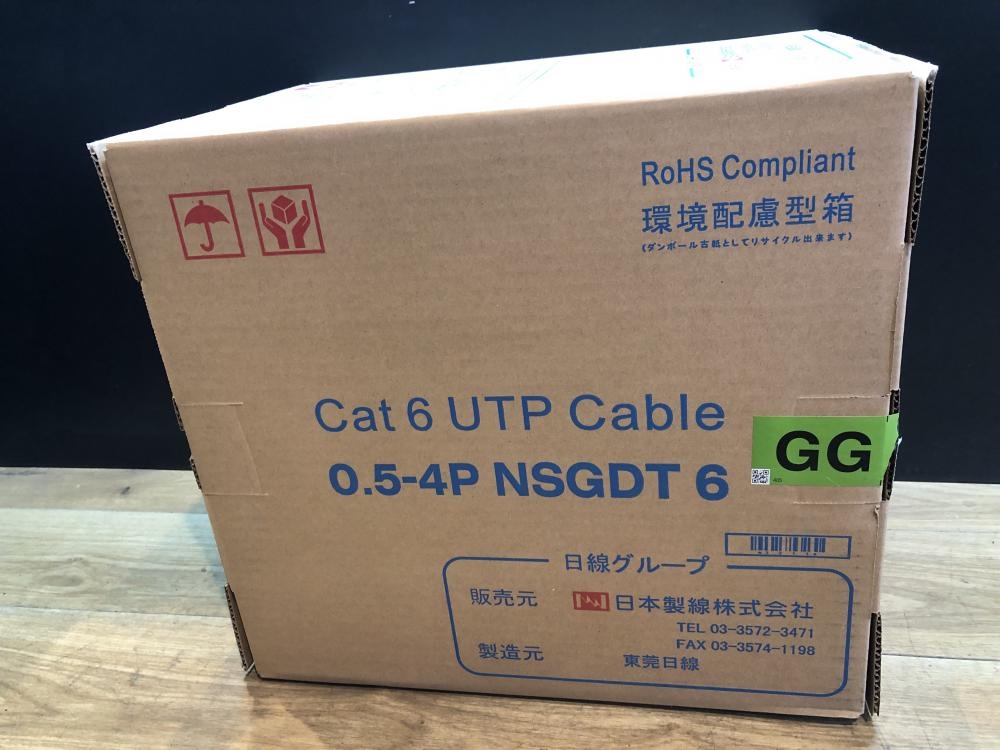 RoHS Compliant
環境配慮型箱
(ダンボール古紙としてリサイクル出来ます)
Cat 6 UTP Cable
0.5-4P NSGDT 6
GG
日線グループ
販売元 日本製線株式会社
TEL 03-3572-3471
FAX 03-3574-1198
製造元 東莞日線